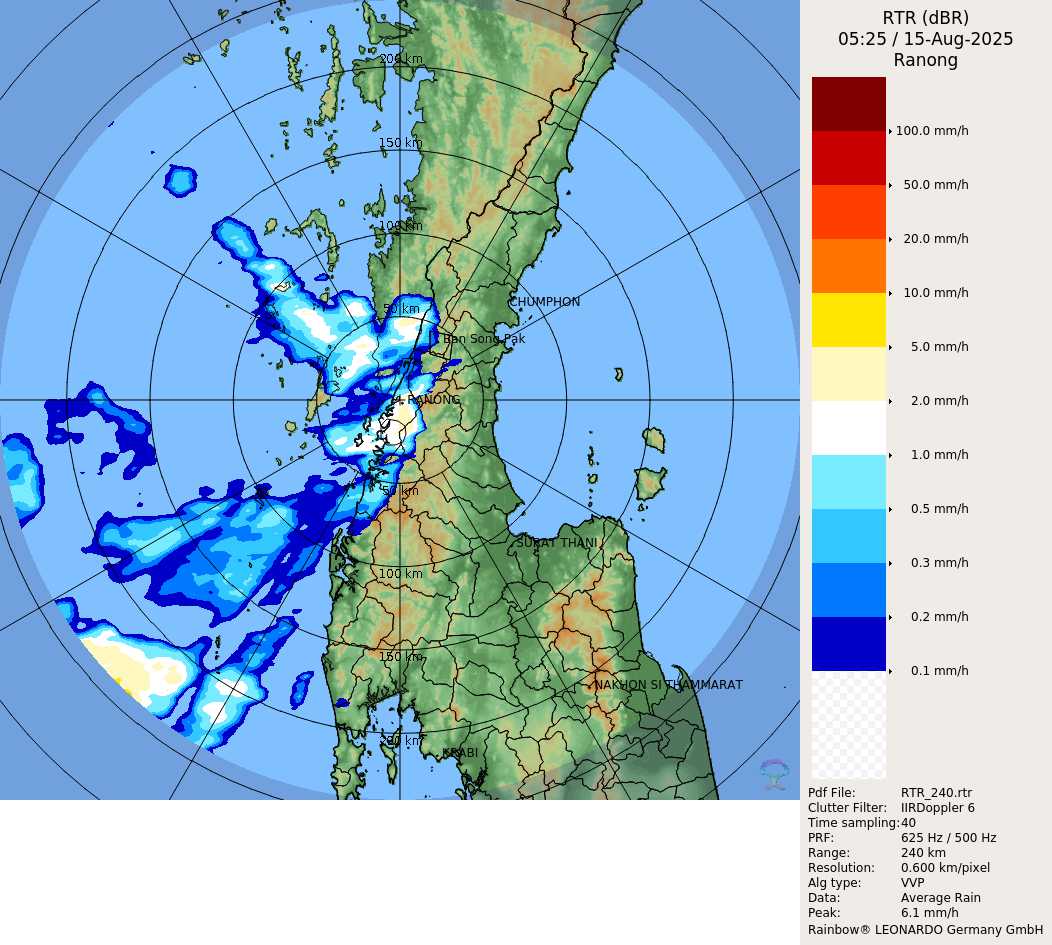 RTR (dBR)
05:25 / 15-Aug-2025
Ranong
100.0 mm/h
50.0 mm/h
20.0 mm/h
10.0 mm/h
5.0 mm/h
2.0 mm/h
1.0 mm/h
0.5 mm/h
0.3 mm/h
0.2 mm/h
0.1 mm/h
Pdf File: RTR_240.rtr
Clutter Filter: IIRDoppler 6
Time sampling: 40
PRF: 625 Hz / 500 Hz
Range: 240 km
Resolution: 0.600 km/pixel
Alg type: VVP
Data: Average Rain
Peak: 6.1 mm/h
Rainbow® LEONARDO Germany GmbH
200 km
150 km
100 km
CHUMPHON
50 km
Ban Song Pak
RANONG
50 km
SURAT THANI
100 km
150 km
NAKHON SI THAMMARAT
200 km
KRABI